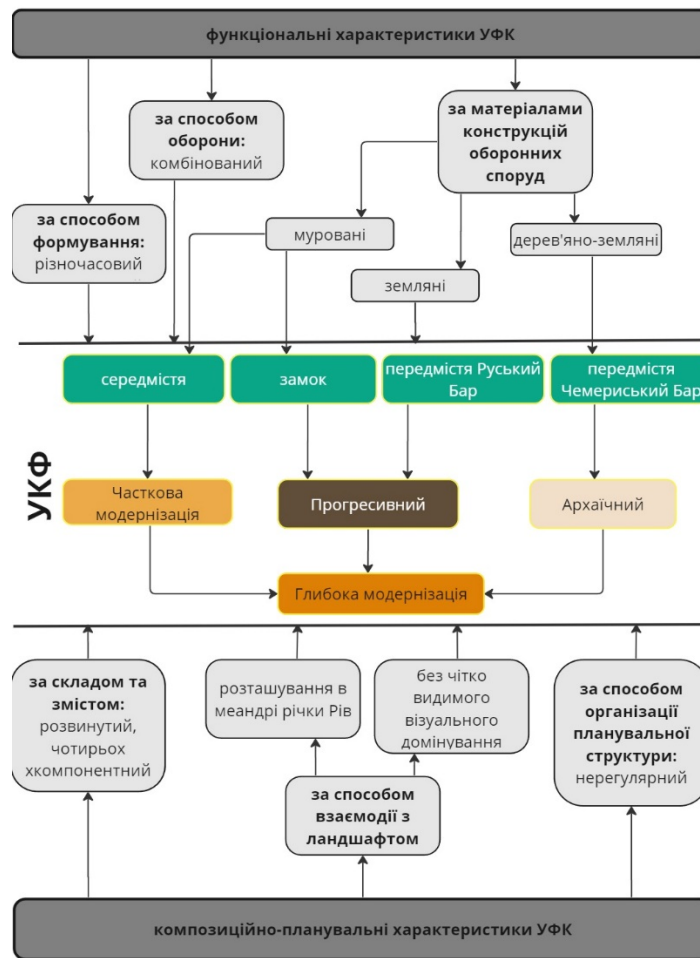 функціональні характеристики УФК
за способом
оборони:
комбінований
за матеріалами
конструкцій
оборонних
споруд
за способом
формування:
різночасовий
муровані
дерев'яно-земляні
земляні
середмістя
замок
передмістя Руський
Бар
передмістя
Чемериський Бар
УКФ
Часткова
модернізація
Прогресивний
Архаїчний
Глибока модернізація
за складом та
змістом:
розвинутий,
чотирьох
хкомпонентний
розташування в
меандрі річки Рів
без чітко
видимого
візуального
домінування
за способом
організації
планувальної
структури:
нерегулярний
за способом
взаємодії з
ландшафтом
композиційно-планувальні характеристики УФК